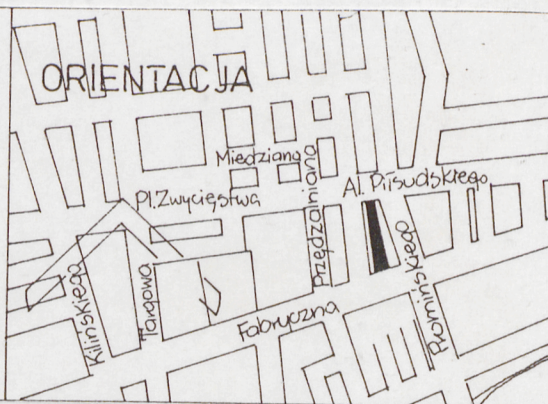 ORIENTACJA
Miedziana
Pl. Zwycięstwa
Al. Piłsudskiego
Przędzalniana
Kilińskiego
Targowa
Fabryczna
Promińskiego